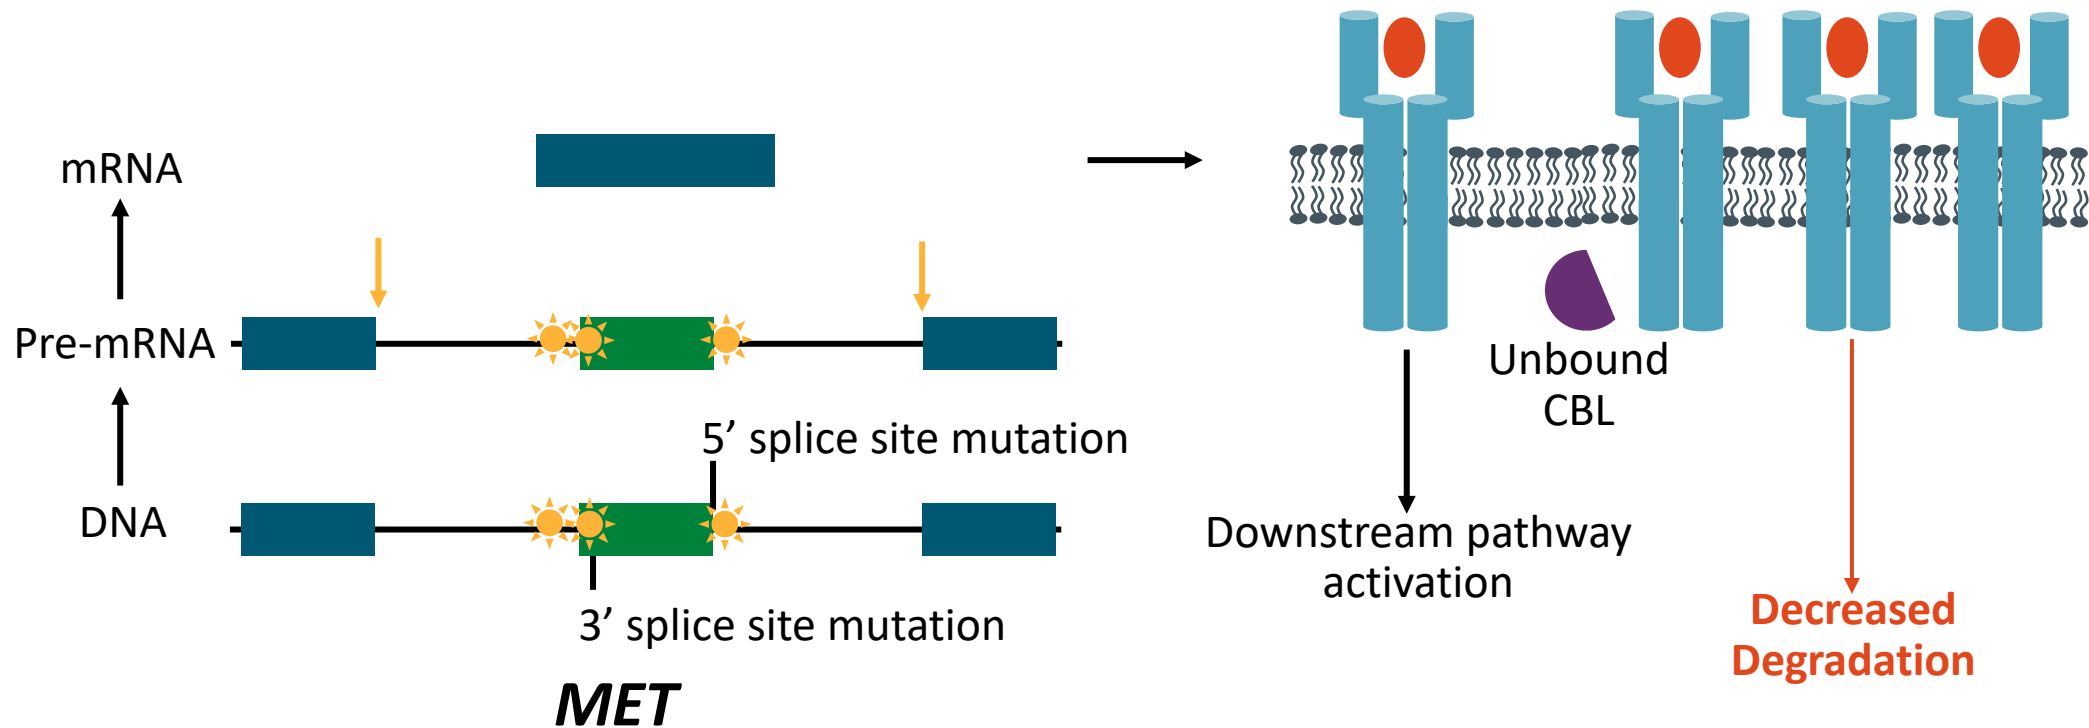 mRNA
Pre-mRNA
DNA
5’ splice site mutation
3’ splice site mutation
MET
Unbound
CBL
Downstream pathway
activation
Decreased
Degradation